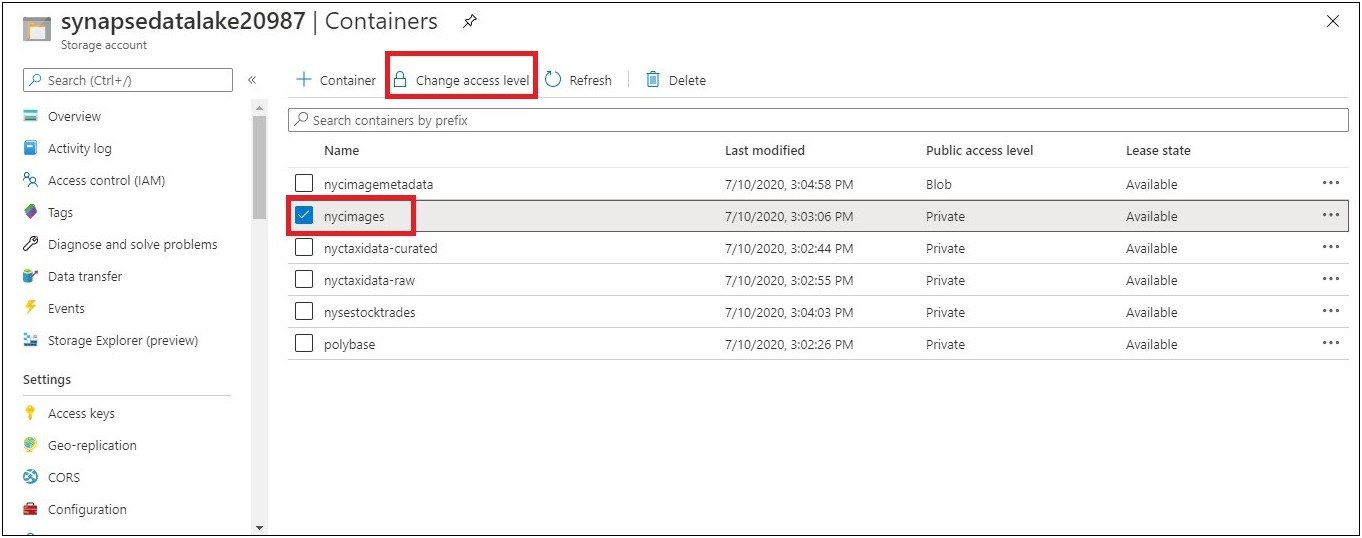 synapsedatalake20987 | Containers
Storage account
Search (Ctrl+/)
«
Overview
Activity log
Access control (IAM)
Tags
Diagnose and solve problems
Data transfer
Events
Storage Explorer (preview)
Settings
Access keys
Geo-replication
CORS
Configuration
+ Container Change access level Refresh Delete
Search containers by prefix
Name Last modified Public access level Lease state
nycimagemetadata 7/10/2020, 3:04:58 PM Blob Available ...
nycimages 7/10/2020, 3:03:06 PM Private Available ...
nyctaxidata-curated 7/10/2020, 3:02:44 PM Private Available ...
nyctaxidata-raw 7/10/2020, 3:02:55 PM Private Available ...
nysestocktrades 7/10/2020, 3:04:03 PM Private Available ...
polybase 7/10/2020, 3:02:26 PM Private Available ...